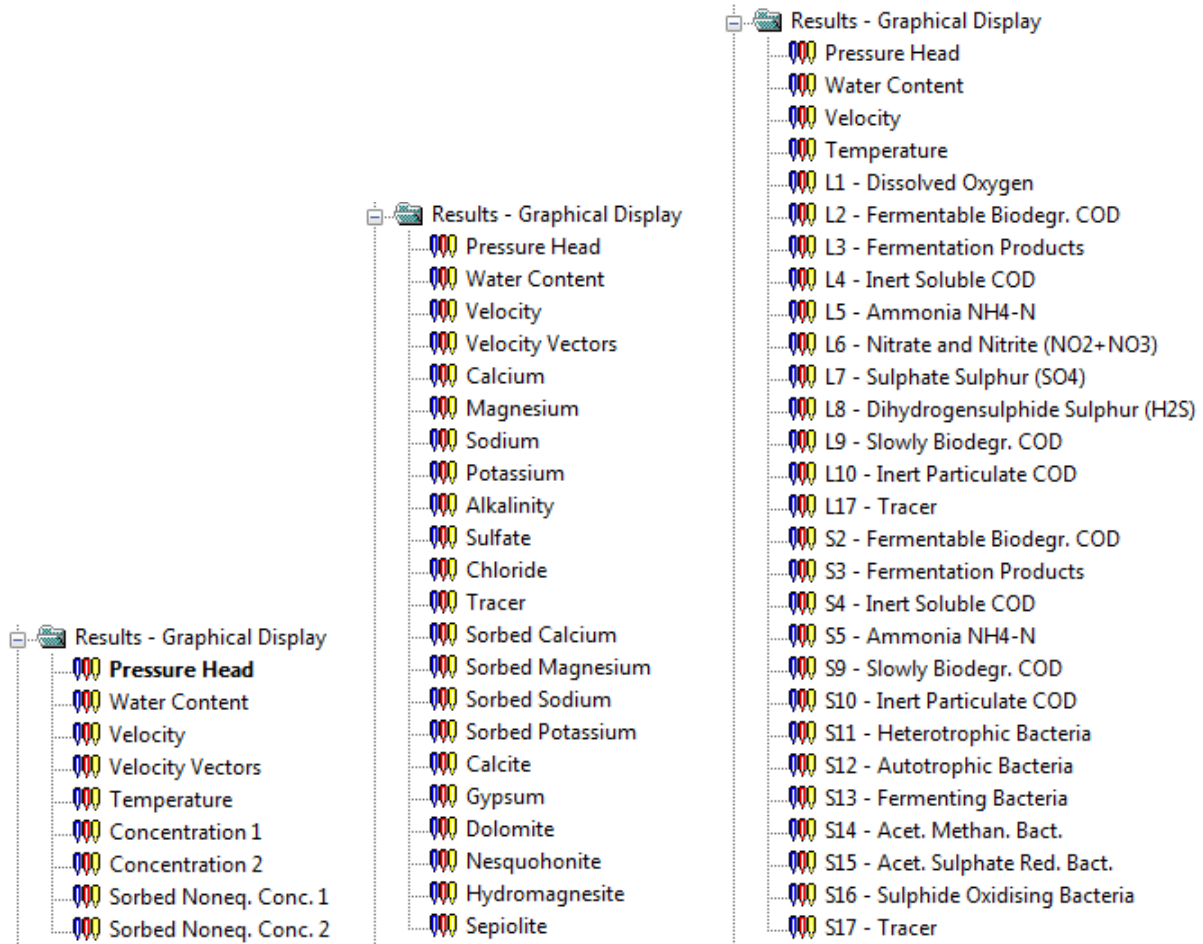 Results - Graphical Display
Pressure Head
Water Content
Velocity
Velocity Vectors
Temperature
Concentration 1
Concentration 2
Sorbed Noneq. Conc. 1
Sorbed Noneq. Conc. 2
Results - Graphical Display
Pressure Head
Water Content
Velocity
Velocity Vectors
Calcium
Magnesium
Sodium
Potassium
Alkalinity
Sulfate
Chloride
Tracer
Sorbed Calcium
Sorbed Magnesium
Sorbed Sodium
Sorbed Potassium
Calcite
Gypsum
Dolomite
Nesquohonite
Hydromagnesite
Sepiolite
Results - Graphical Display
Pressure Head
Water Content
Velocity
Temperature
L1 - Dissolved Oxygen
L2 - Fermentable Biodegr. COD
L3 - Fermentation Products
L4 - Inert Soluble COD
L5 - Ammonia NH4-N
L6 - Nitrate and Nitrite (NO2+NO3)
L7 - Sulphate Sulphur (SO4)
L8 - Dihydrogensulphide Sulphur (H2S)
L9 - Slowly Biodegr. COD
L10 - Inert Particulate COD
L17 - Tracer
S2 - Fermentable Biodegr. COD
S3 - Fermentation Products
S4 - Inert Soluble COD
S5 - Ammonia NH4-N
S9 - Slowly Biodegr. COD
S10 - Inert Particulate COD
S11 - Heterotrophic Bacteria
S12 - Autotrophic Bacteria
S13 - Fermenting Bacteria
S14 - Acet. Methan. Bact.
S15 - Acet. Sulphate Red. Bact.
S16 - Sulphide Oxidising Bacteria
S17 - Tracer